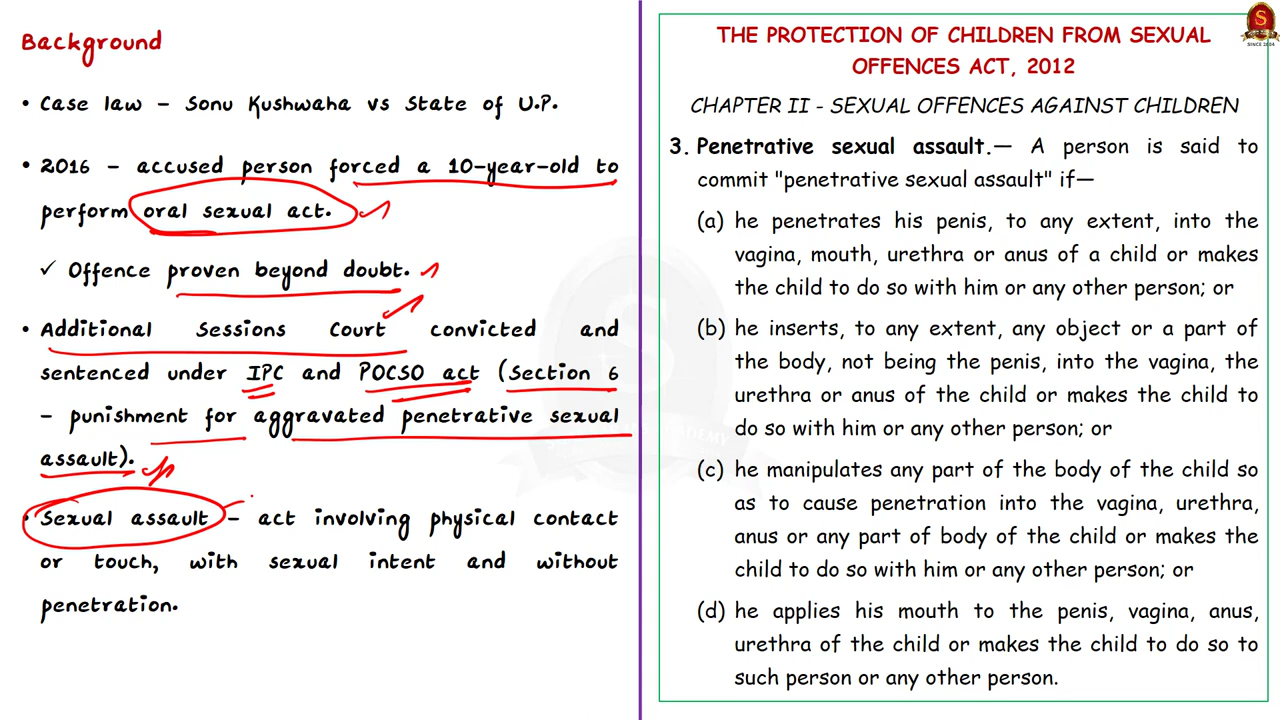 Background
• Case law – Sonu Kushwaha vs State of U.P.
• 2016 – accused person forced a 10-year-old to
perform oral sexual act.
✓ Offence proven beyond doubt.
• Additional Sessions Court convicted and
sentenced under IPC and POCSO act (Section 6
– punishment for aggravated penetrative sexual
assault).
• Sexual assault – act involving physical contact
or touch, with sexual intent and without
penetration.
THE PROTECTION OF CHILDREN FROM SEXUAL
OFFENCES ACT, 2012
CHAPTER II - SEXUAL OFFENCES AGAINST CHILDREN
3. Penetrative sexual assault.— A person is said to
commit "penetrative sexual assault" if—
(a) he penetrates his penis, to any extent, into the
vagina, mouth, urethra or anus of a child or makes
the child to do so with him or any other person; or
(b) he inserts, to any extent, any object or a part of
the body, not being the penis, into the vagina, the
urethra or anus of the child or makes the child to
do so with him or any other person; or
(c) he manipulates any part of the body of the child so
as to cause penetration into the vagina, urethra,
anus or any part of body of the child or makes the
child to do so with him or any other person; or
(d) he applies his mouth to the penis, vagina, anus,
urethra of the child or makes the child to do so to
such person or any other person.
S
SINCE 2004